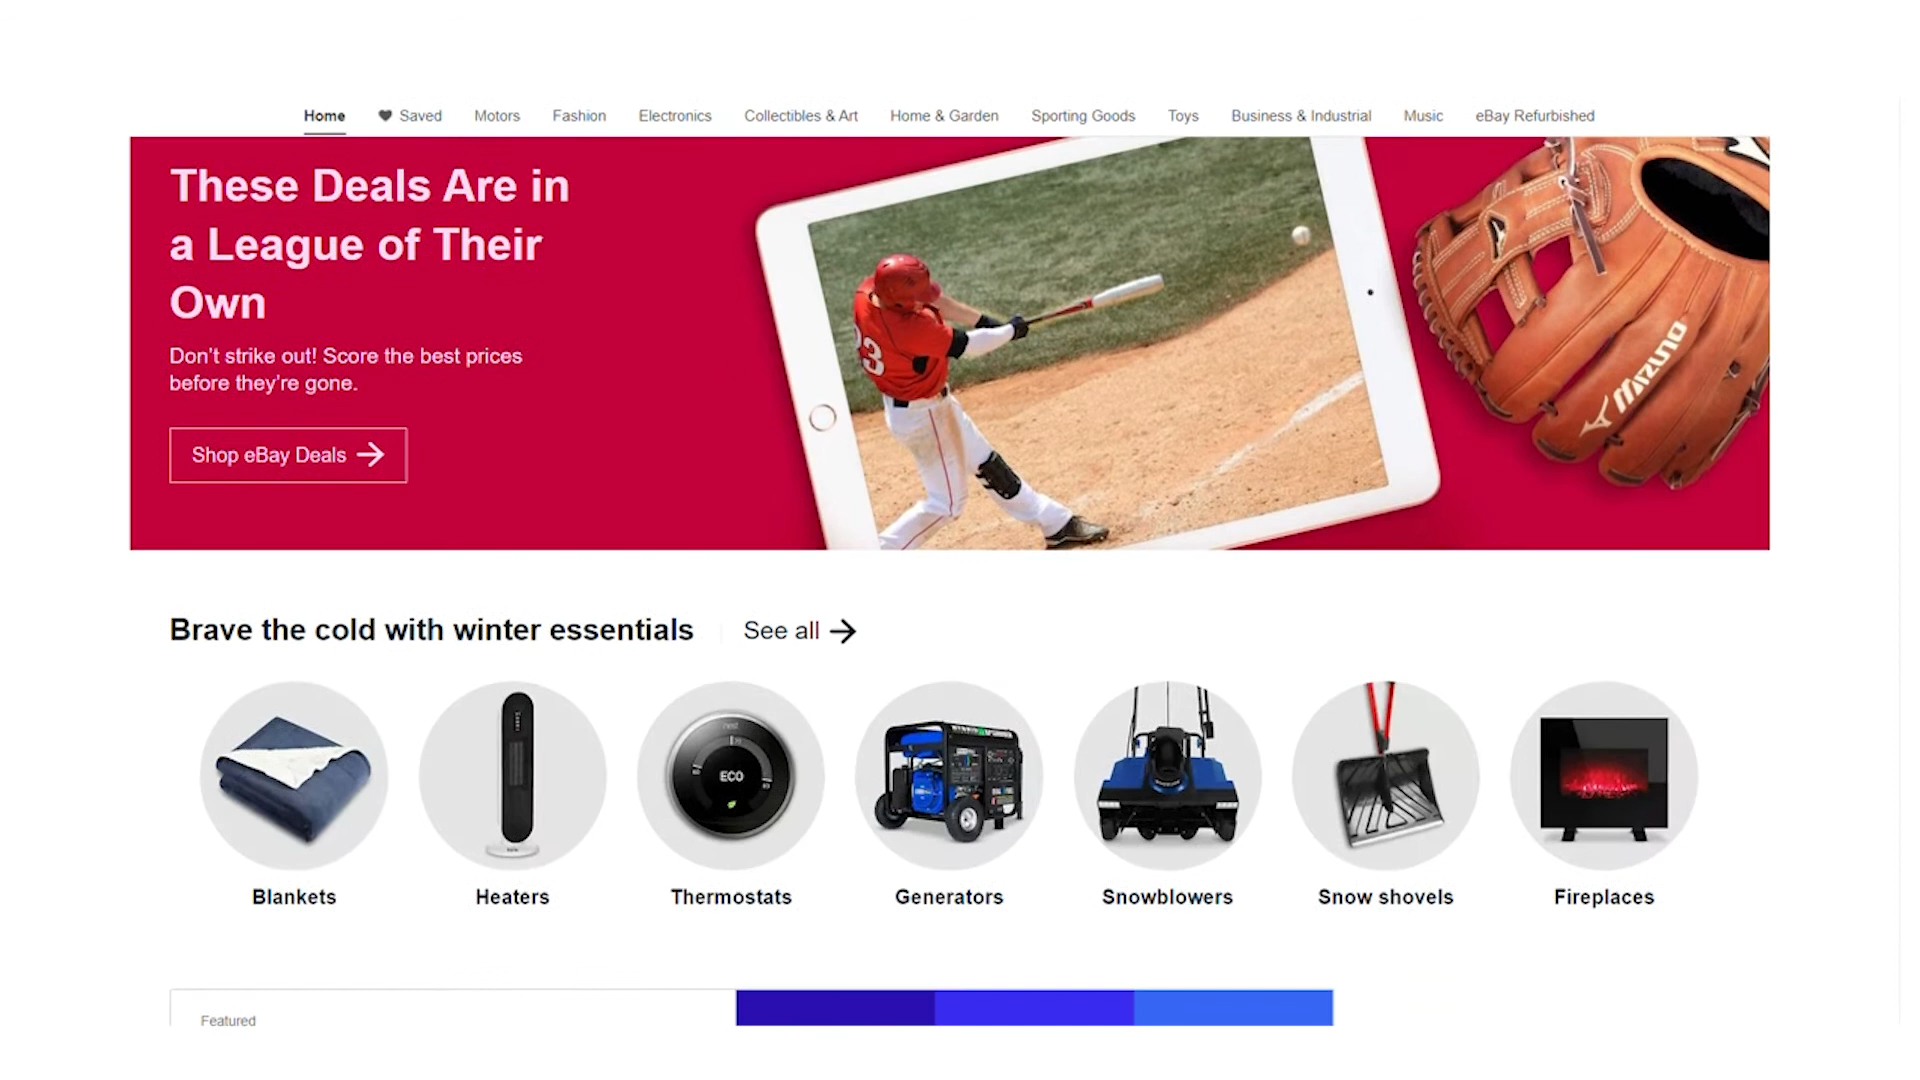 Home Saved Motors Fashion Electronics Collectibles & Art Home & Garden Sporting Goods Toys Business & Industrial Music eBay Refurbished
These Deals Are in
a League of Their
Own
Don't strike out! Score the best prices
before they're gone.
Shop eBay Deals
23
MIZUNO
Brave the cold with winter essentials
See all
nest
ECO
Blankets Heaters Thermostats Generators Snowblowers Snow shovels Fireplaces
Featured